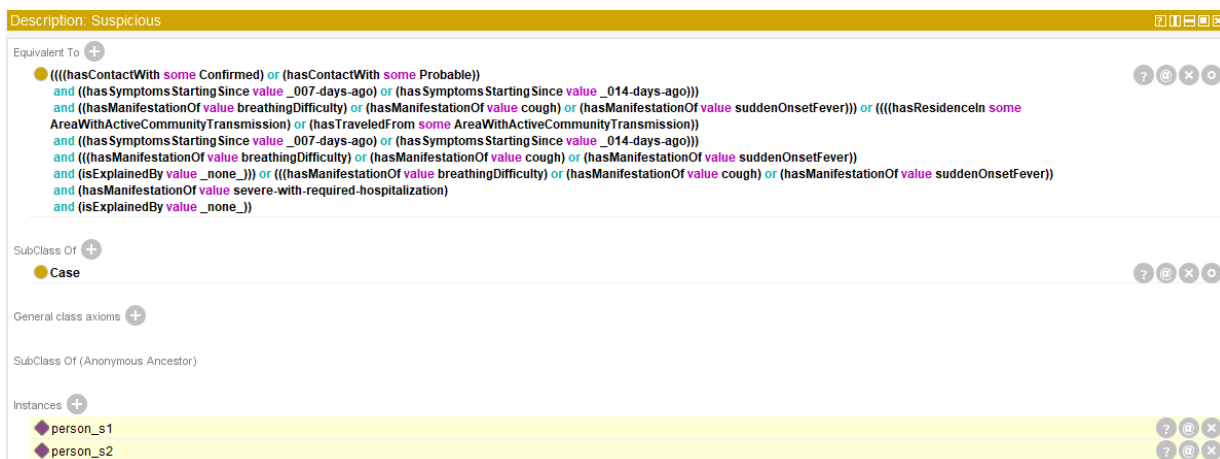 Description: Suspicious
Equivalent To
((((hasContactWith some Confirmed) or (hasContactWith some Probable))
and ((hasSymptomsStartingSince value _007-days-ago) or (hasSymptomsStartingSince value _014-days-ago)))
and ((hasManifestationOf value breathingDifficulty) or (hasManifestationOf value cough) or (hasManifestationOf value suddenOnsetFever))) or ((((hasResidenceIn some
AreaWithActiveCommunityTransmission) or (hasTraveledFrom some AreaWithActiveCommunityTransmission))
and ((hasSymptomsStartingSince value _007-days-ago) or (hasSymptomsStartingSince value _014-days-ago)))
and (((hasManifestationOf value breathingDifficulty) or (hasManifestationOf value cough) or (hasManifestationOf value suddenOnsetFever))
and (isExplainedBy value _none_))) or (((hasManifestationOf value breathingDifficulty) or (hasManifestationOf value cough) or (hasManifestationOf value suddenOnsetFever))
and (hasManifestationOf value severe-with-required-hospitalization)
and (isExplainedBy value _none_))
SubClass Of
Case
General class axioms
SubClass Of (Anonymous Ancestor)
Instances
person_s1
person_s2